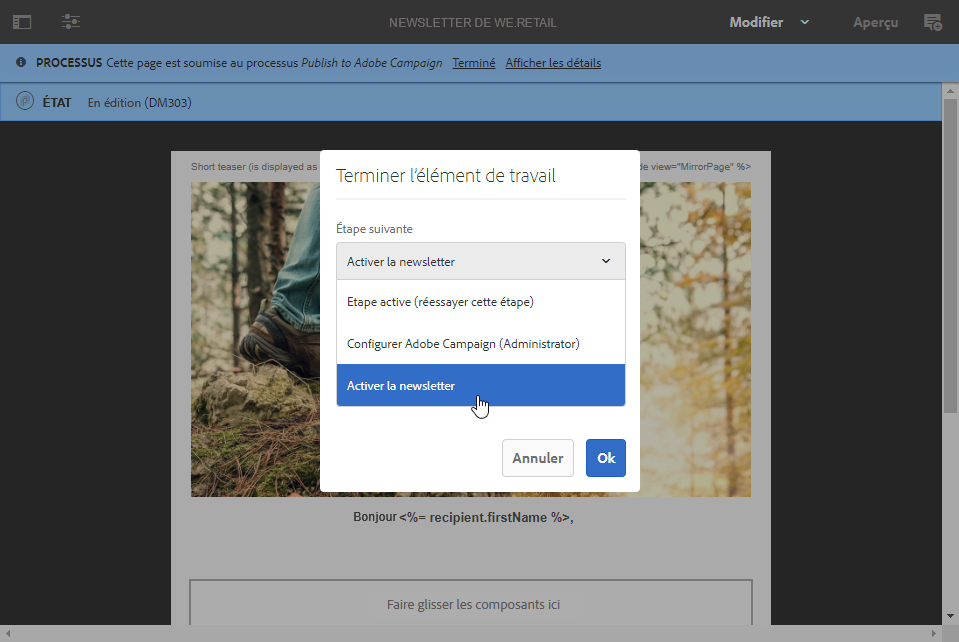 NEWSLETTER DE WE.RETAIL Modifier Aperçu
PROCESSUS Cette page est soumise au processus Publish to Adobe Campaign Terminé Afficher les détails
ÉTAT En édition (DM303)
Short teaser (is displayed as de view="MirrorPage" %>
Terminer l'élément de travail
Étape suivante
Activer la newsletter
Etape active (réessayer cette étape)
Configurer Adobe Campaign (Administrator)
Activer la newsletter
Annuler Ok
Bonjour <%= recipient.firstName %>,
Faire glisser les composants ici